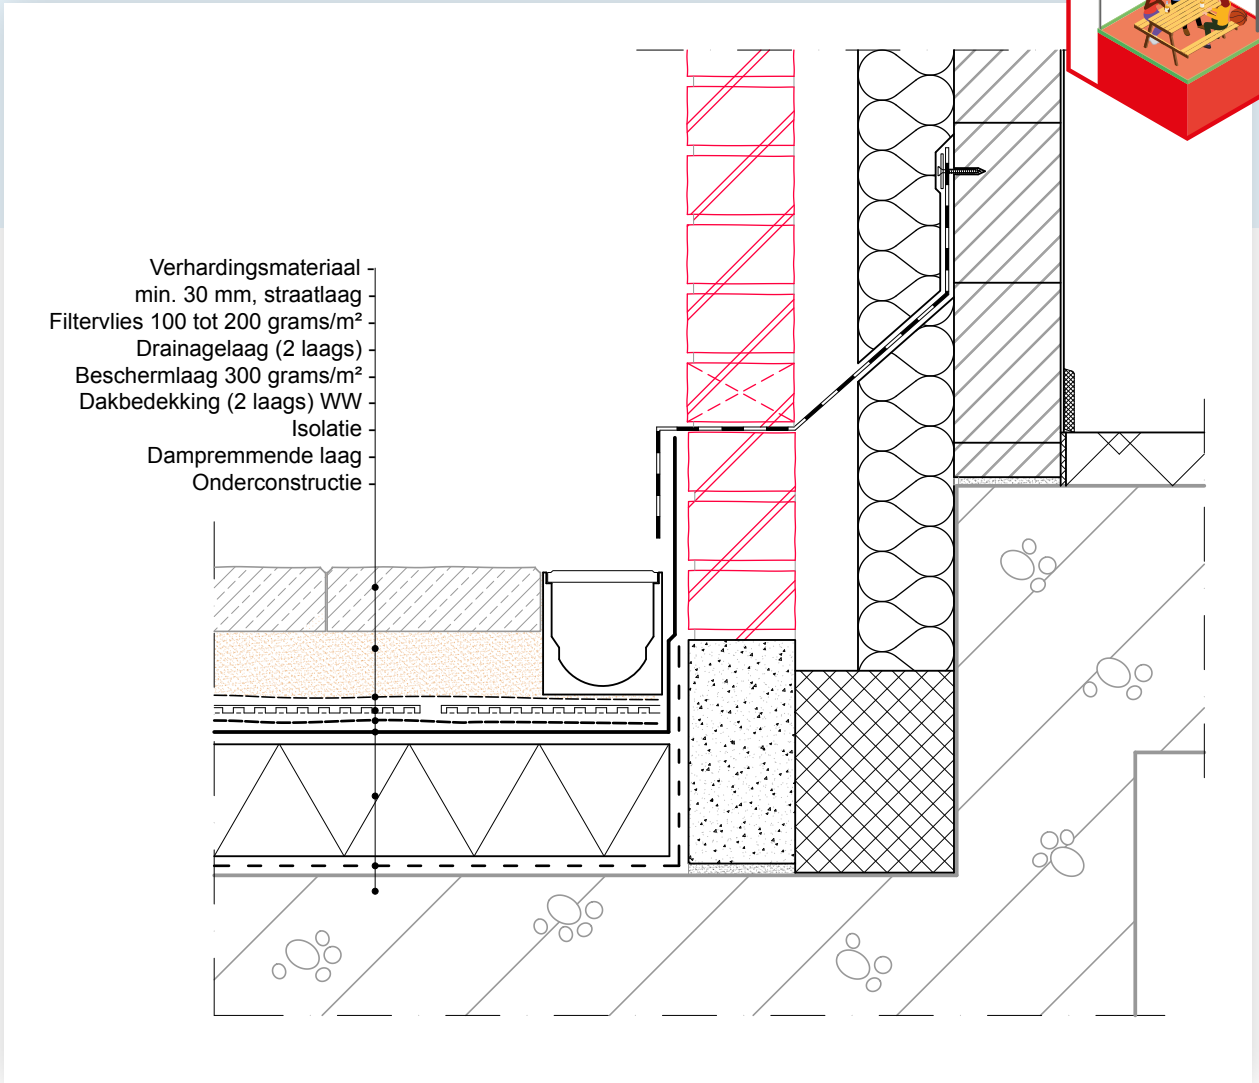 Verhardingsmateriaal
min. 30 mm, straatlaag
Filtervlies 100 tot 200 grams/m²
Drainagelaag (2 laags)
Beschermlaag 300 grams/m²
Dakbedekking (2 laags) WW
Isolatie
Dampremmende laag
Onderconstructie